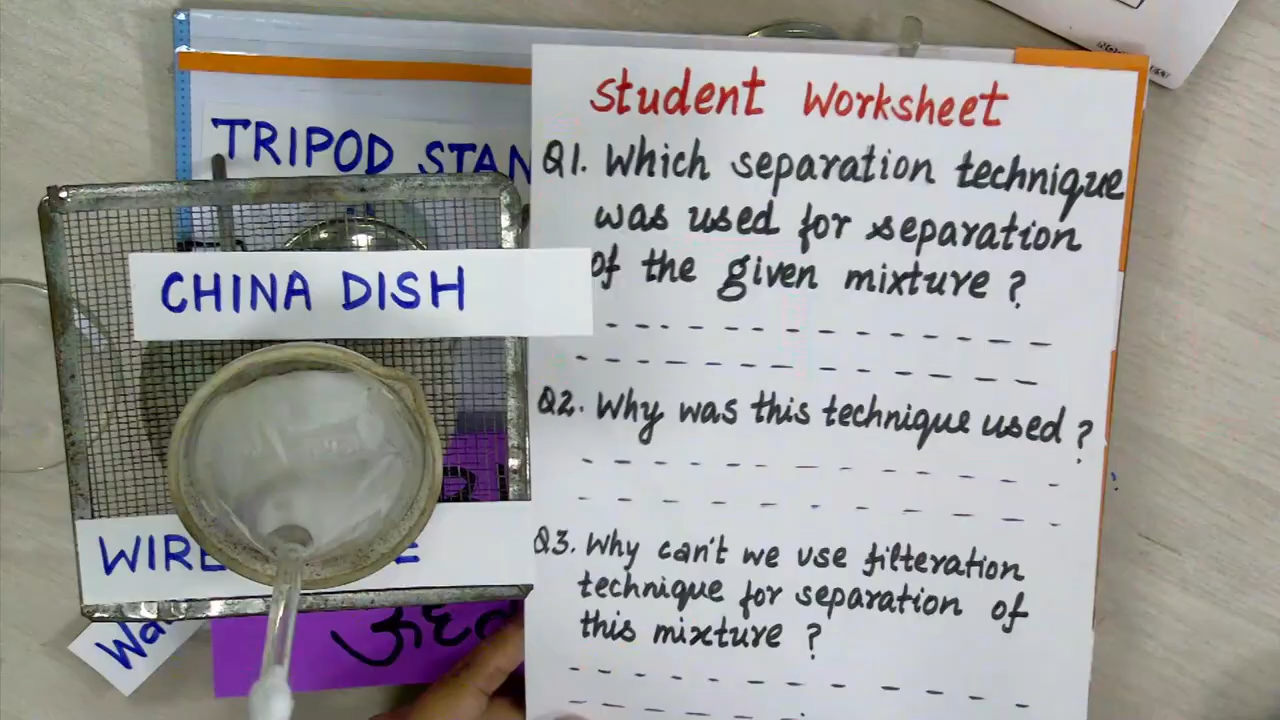 TRIPOD STAN
CHINA DISH
WIRE
Wa
Student Worksheet
Q1. Which separation technique
was used for separation
of the given mixture ?
Q2. Why was this technique used ?
Q3. Why can't we use filteration
technique for separation of
this mixture ?